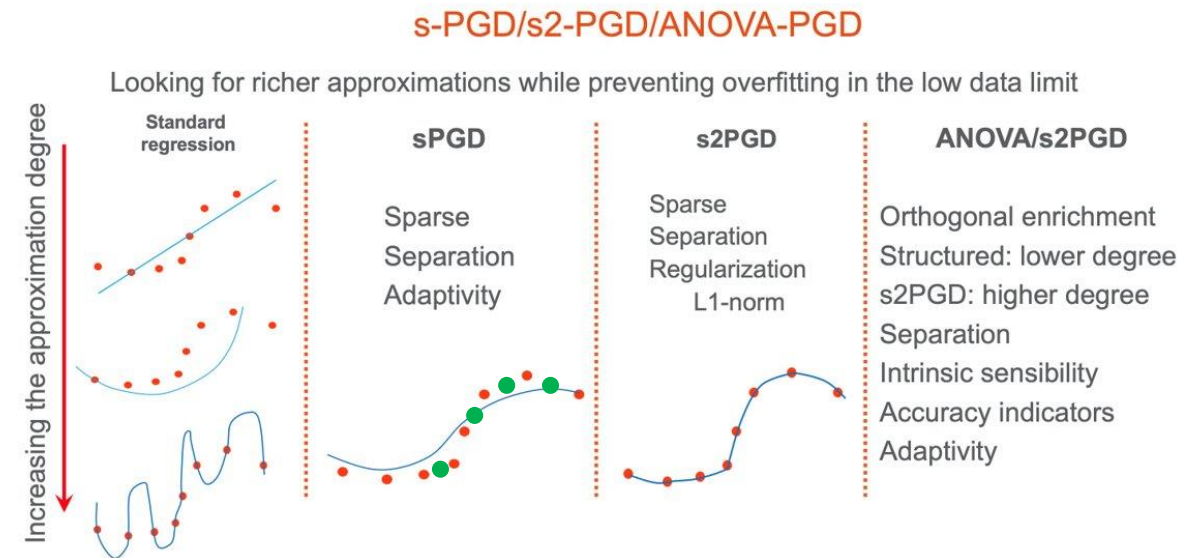 s-PGD/s2-PGD/ANOVA-PGD
Looking for richer approximations while preventing overfitting in the low data limit
Increasing the approximation degree
Standard
regression
sPGD
Sparse
Separation
Adaptivity
s2PGD
Sparse
Separation
Regularization
L1-norm
ANOVA/s2PGD
Orthogonal enrichment
Structured: lower degree
s2PGD: higher degree
Separation
Intrinsic sensibility
Accuracy indicators
Adaptivity